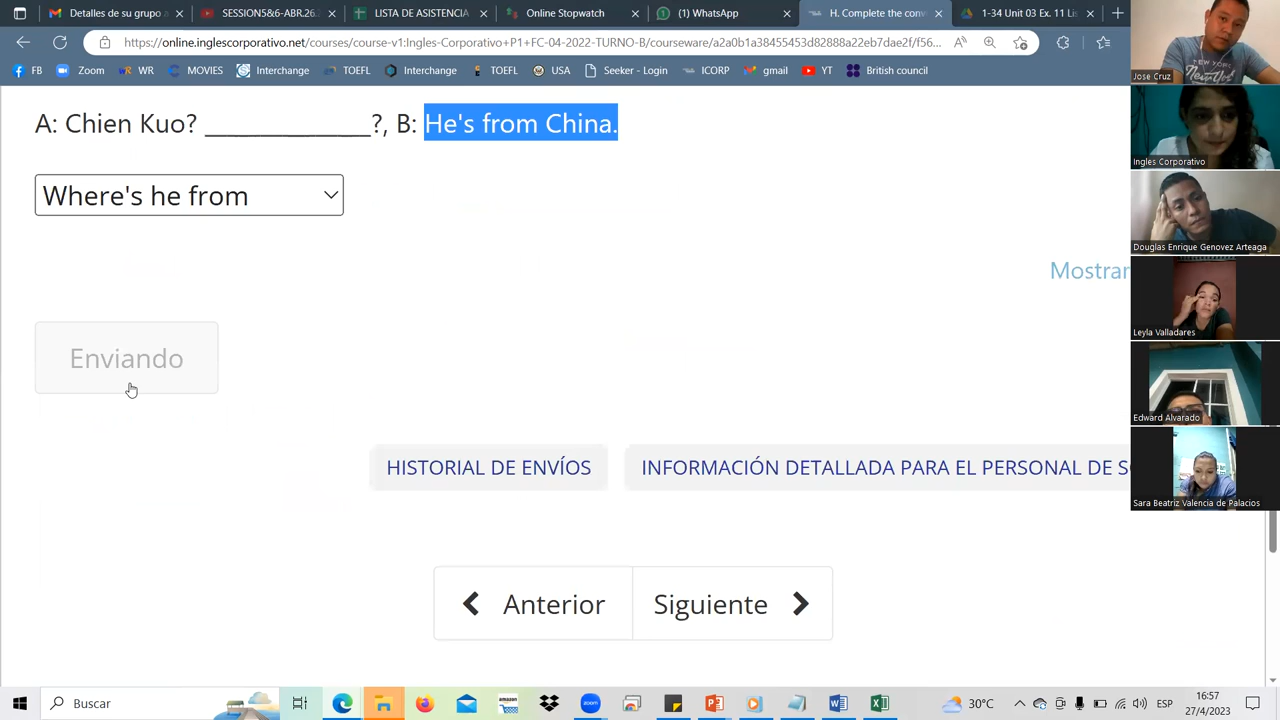 Detalles de su grupo a
SESSION5&6-ABR.26.
LISTA DE ASISTENCIA
Online Stopwatch
(1) WhatsApp
H. Complete the conv
1-34 Unit 03 Ex. 11 Lis
https://online.inglescorporativo.net/courses/course-v1:Ingles-Corporativo+P1+FC-04-2022-TURNO-B/courseware/a2a0b1a38455453d82888a22eb7dae2f/f56...
FB
Zoom
WR
MOVIES
Interchange
TOEFL
Interchange
TOEFL
USA
Seeker - Login
ICORP
gmail
YT
British council
A: Chien Kuo? ______________?, B: He's from China.
Where's he from
Mostrar
Enviando
HISTORIAL DE ENVÍOS
INFORMACIÓN DETALLADA PARA EL PERSONAL DE S
Anterior
Siguiente
NEW YORK
Jose Cruz
Ingles Corporativo
Douglas Enrique Genovez Arteaga
Leyla Valladares
Edward Alvarado
Sara Beatriz Valencia de Palacios
Buscar
30°C
ESP
16:57
27/4/2023